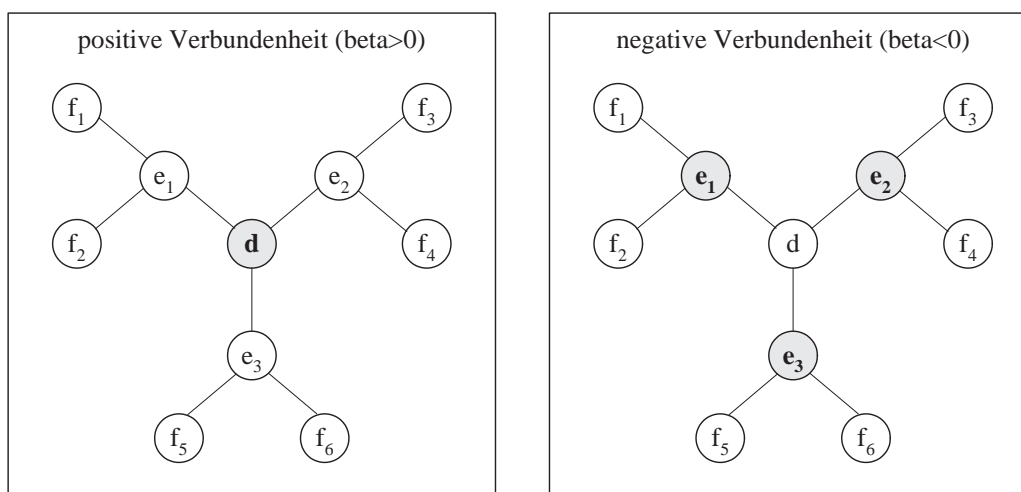 positive Verbundenheit (beta>0)
f₁
f₃
e₁
e₂
f₂
d
f₄
e₃
f₅
f₆
negative Verbundenheit (beta<0)
f₁
f₃
e₁
e₂
f₂
d
f₄
e₃
f₅
f₆